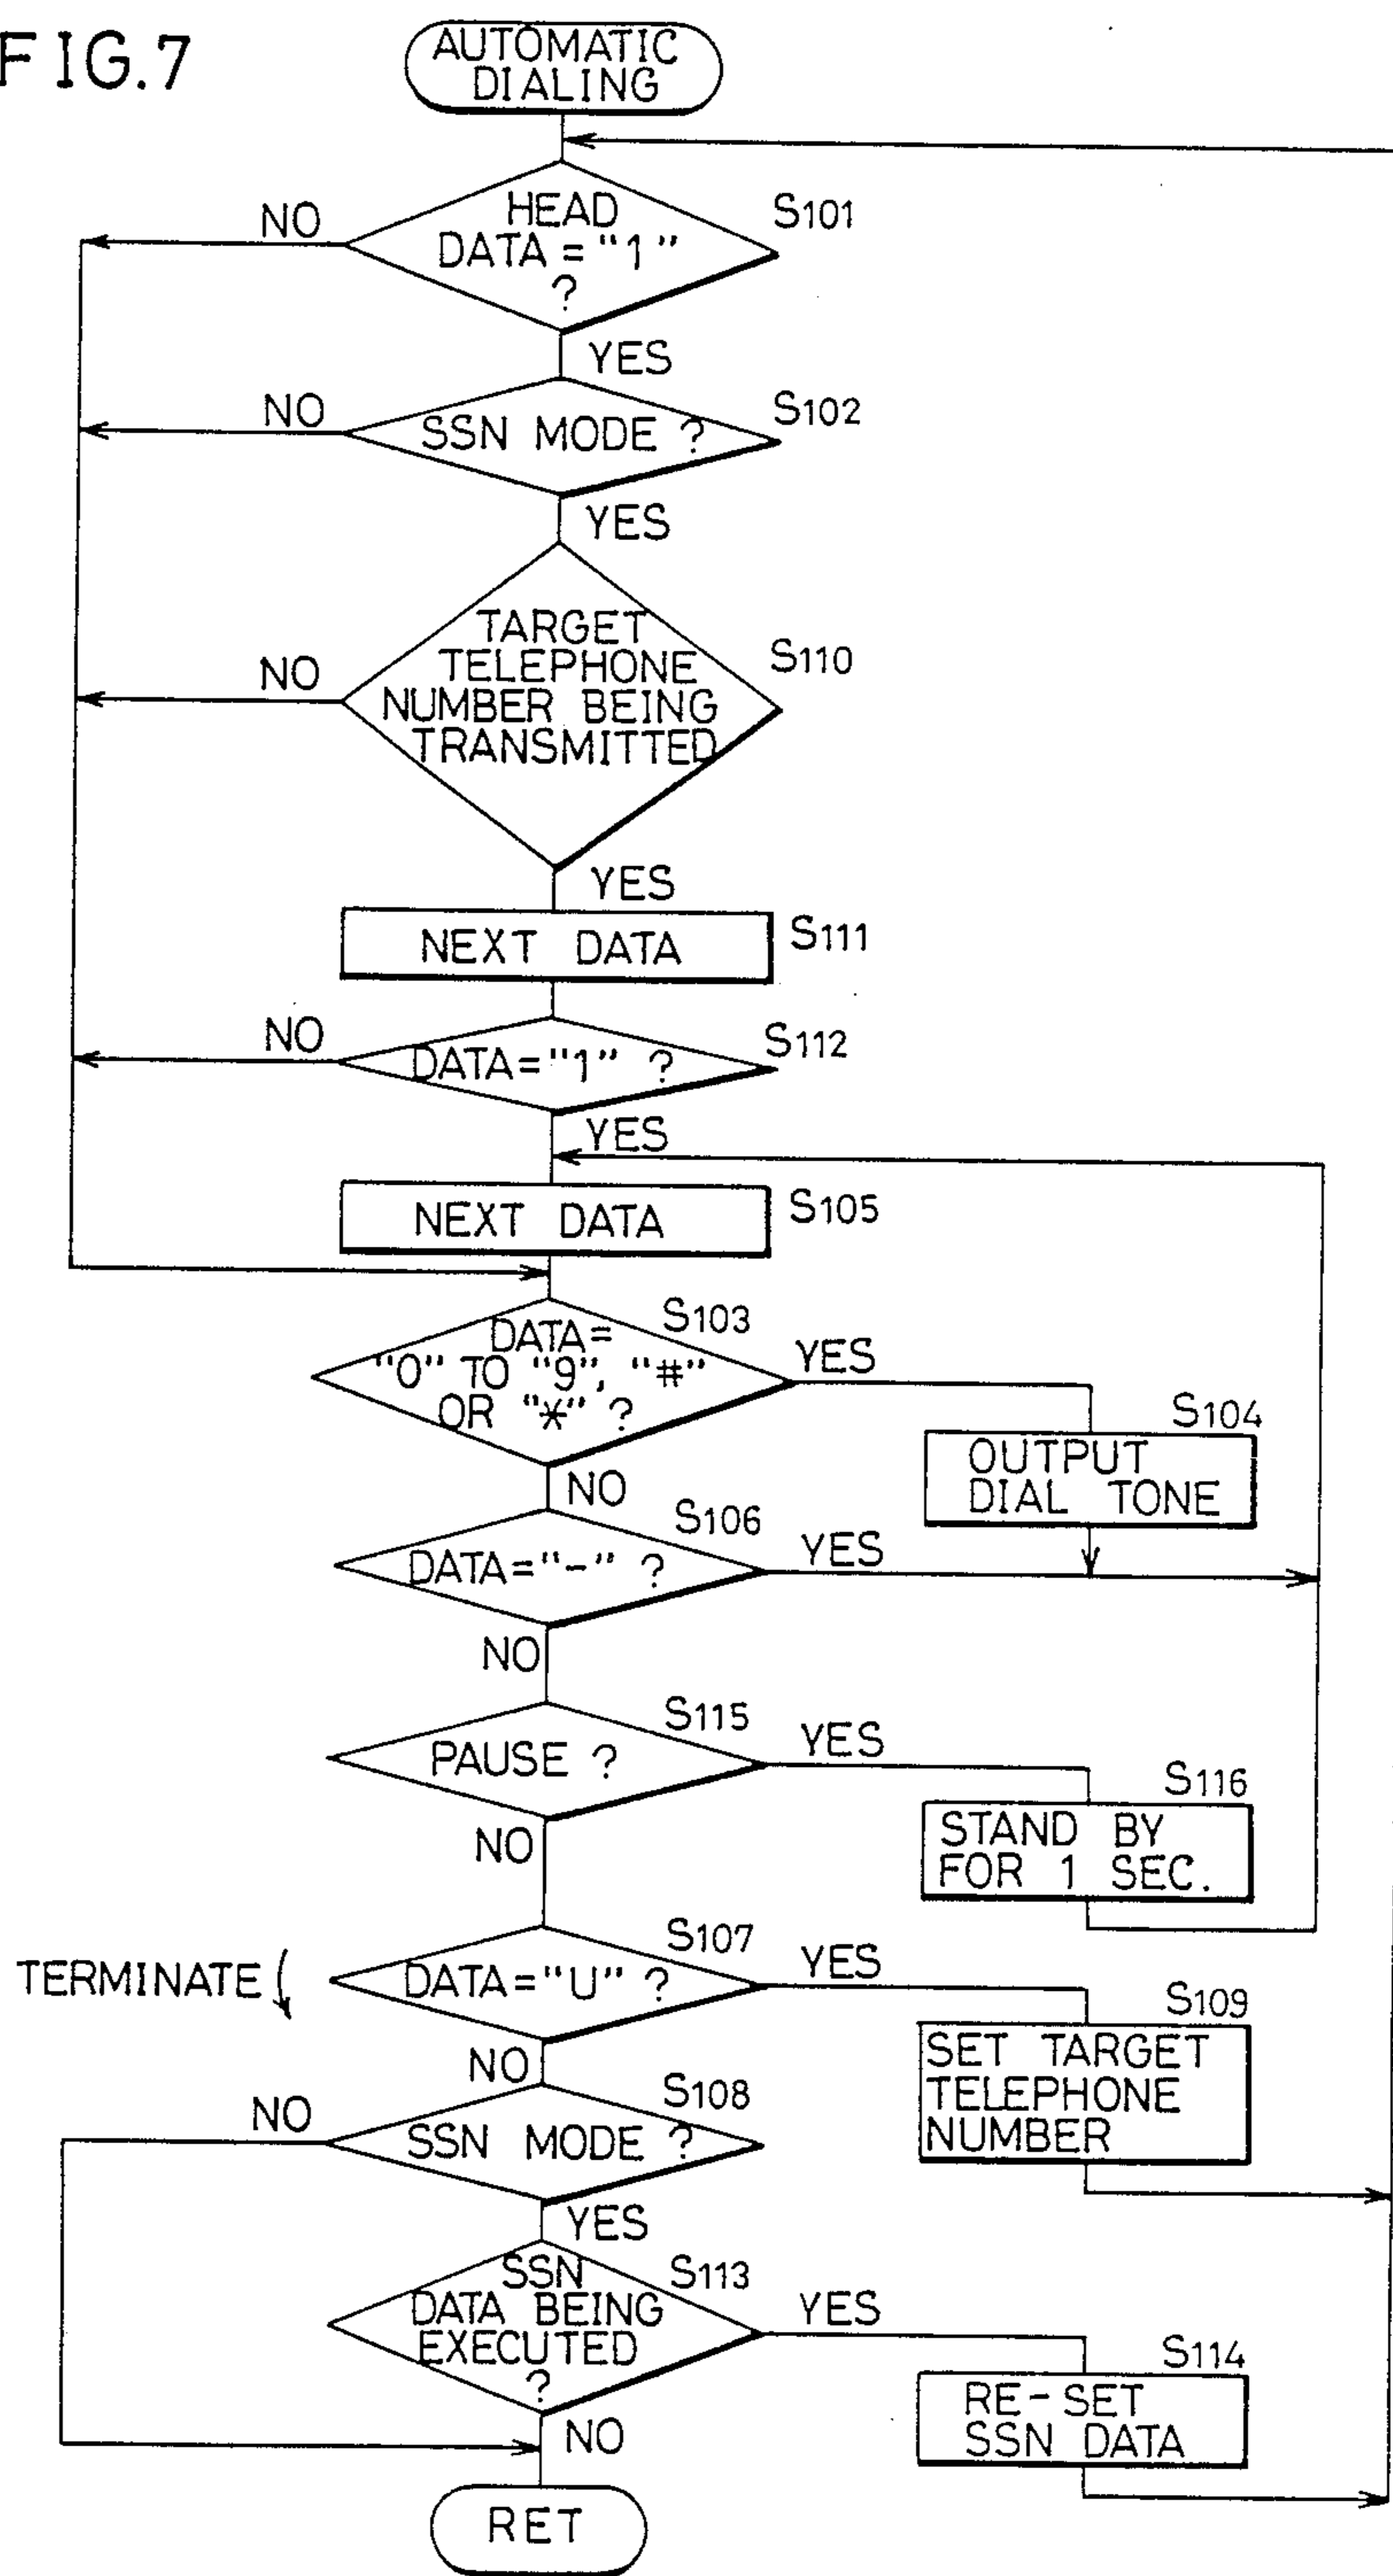 FIG.7
AUTOMATIC
DIALING
HEAD
DATA = "1"
?
S101
NO
YES
SSN MODE ?
S102
NO
YES
TARGET
TELEPHONE
NUMBER BEING
TRANSMITTED
S110
NO
YES
NEXT DATA
S111
DATA="1" ?
S112
NO
YES
NEXT DATA
S105
DATA=
"0" TO "9", "#"
OR "*" ?
S103
YES
NO
S104
OUTPUT
DIAL TONE
DATA="-" ?
S106
YES
NO
PAUSE ?
S115
YES
NO
S116
STAND BY
FOR 1 SEC.
TERMINATE
DATA="U" ?
S107
YES
NO
S109
SET TARGET
TELEPHONE
NUMBER
SSN MODE ?
S108
NO
YES
SSN
DATA BEING
EXECUTED
?
S113
YES
NO
S114
RE-SET
SSN DATA
RET